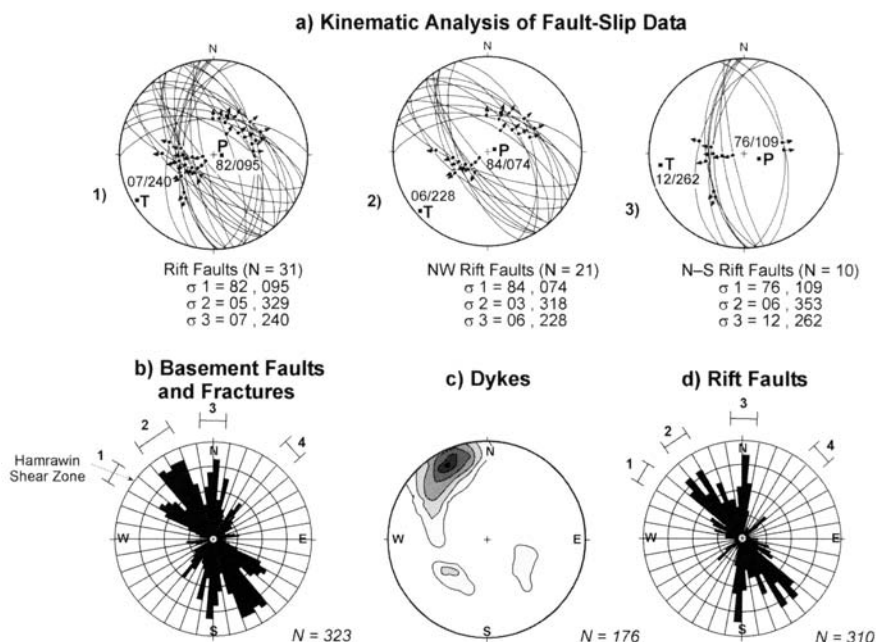 a) Kinematic Analysis of Fault-Slip Data
N
P
82/095
07/240
T
1)
Rift Faults (N = 31)
σ 1 = 82 , 095
σ 2 = 05 , 329
σ 3 = 07 , 240
N
P
84/074
06/228
T
2)
NW Rift Faults (N = 21)
σ 1 = 84 , 074
σ 2 = 03 , 318
σ 3 = 06 , 228
N
76/109
P
T
12/262
3)
N–S Rift Faults (N = 10)
σ 1 = 76 , 109
σ 2 = 06 , 353
σ 3 = 12 , 262
b) Basement Faults
and Fractures
3
2
1
4
Hamrawin
Shear Zone
N
W
E
S
N = 323
c) Dykes
N
W
E
S
N = 176
d) Rift Faults
3
2
1
4
N
W
E
S
N = 310